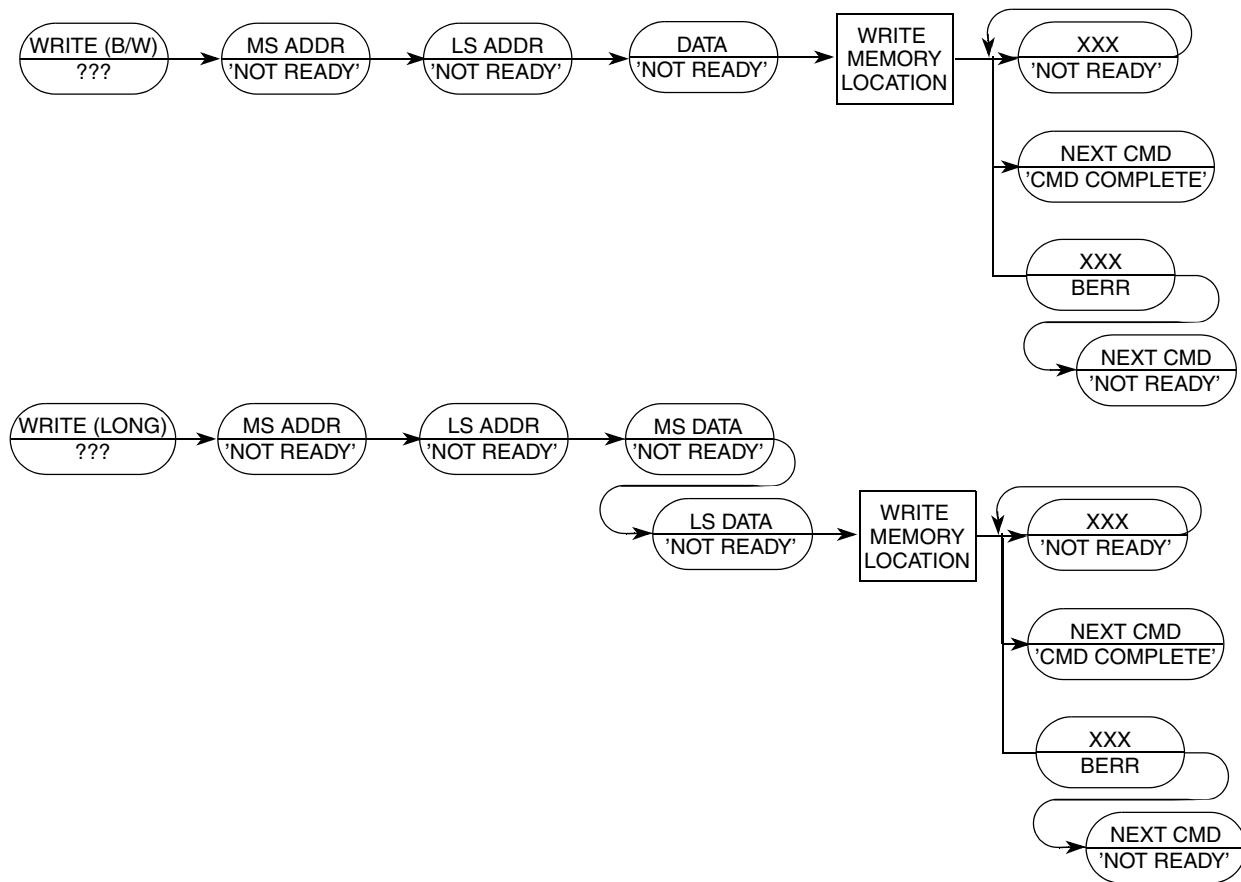 WRITE (B/W)
???
MS ADDR
'NOT READY'
LS ADDR
'NOT READY'
DATA
'NOT READY'
WRITE
MEMORY
LOCATION
XXX
'NOT READY'
NEXT CMD
'CMD COMPLETE'
XXX
BERR
NEXT CMD
'NOT READY'
WRITE (LONG)
???
MS ADDR
'NOT READY'
LS ADDR
'NOT READY'
MS DATA
'NOT READY'
LS DATA
'NOT READY'
WRITE
MEMORY
LOCATION
XXX
'NOT READY'
NEXT CMD
'CMD COMPLETE'
XXX
BERR
NEXT CMD
'NOT READY'